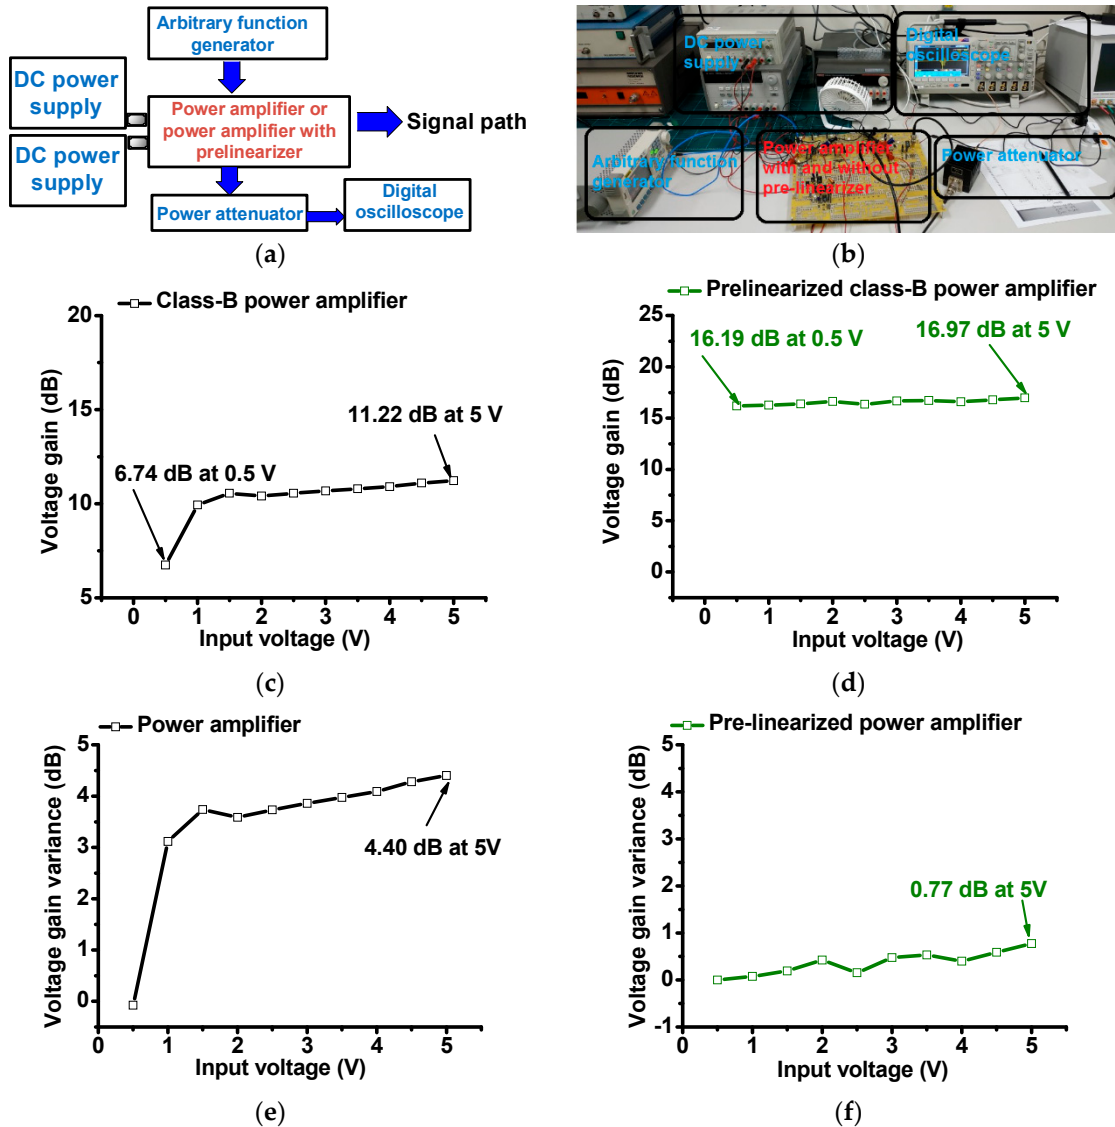 Arbitrary function
generator
DC power
supply
DC power
supply
Power amplifier or
power amplifier with
prelinearizer
Signal path
Power attenuator
Digital
oscilloscope
(a)
DC power
supply
Digital
oscilloscope
Arbitrary function
generator
Power amplifier
with and without
pre-linearizer
Power attenuator
(b)
Class-B power amplifier
20
15
10
5
Voltage gain (dB)
6.74 dB at 0.5 V
11.22 dB at 5 V
0 1 2 3 4 5
Input voltage (V)
(c)
Prelinearized class-B power amplifier
25
20
15
10
5
0
Voltage gain (dB)
16.19 dB at 0.5 V
16.97 dB at 5 V
0 1 2 3 4 5
Input voltage (V)
(d)
Power amplifier
5
4
3
2
1
0
Voltage gain variance (dB)
4.40 dB at 5V
0 1 2 3 4 5
Input voltage (V)
(e)
Pre-linearized power amplifier
5
4
3
2
1
0
-1
Voltage gain variance (dB)
0.77 dB at 5V
0 1 2 3 4 5
Input voltage (V)
(f)